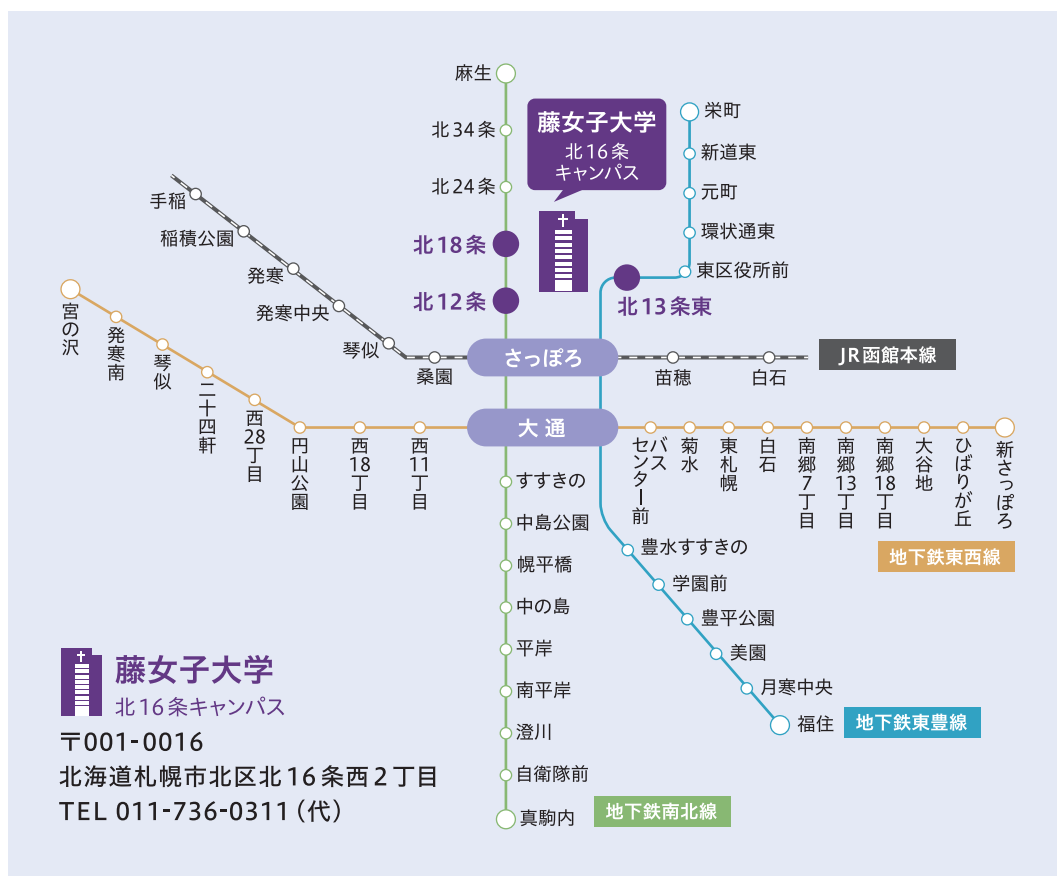 麻生
北34条
北24条
北18条
北12条
藤女子大学
北16条
キャンパス
栄町
新道東
元町
環状通東
東区役所前
北13条東
手稲
稲積公園
発寒
発寒中央
琴似
桑園
さっぽろ
苗穂
白石
JR函館本線
宮の沢
発寒南
琴似
二十四軒
西28丁目
円山公園
西18丁目
西11丁目
大通
バス
センター前
菊水
東札幌
白石
南郷7丁目
南郷13丁目
南郷18丁目
大谷地
ひばりが丘
新さっぽろ
地下鉄東西線
すすきの
中島公園
幌平橋
中の島
平岸
南平岸
澄川
自衛隊前
真駒内
地下鉄南北線
豊水すすきの
学園前
豊平公園
美園
月寒中央
福住
地下鉄東豊線
藤女子大学
北16条キャンパス
〒001-0016
北海道札幌市北区北16条西2丁目
TEL 011-736-0311（代）